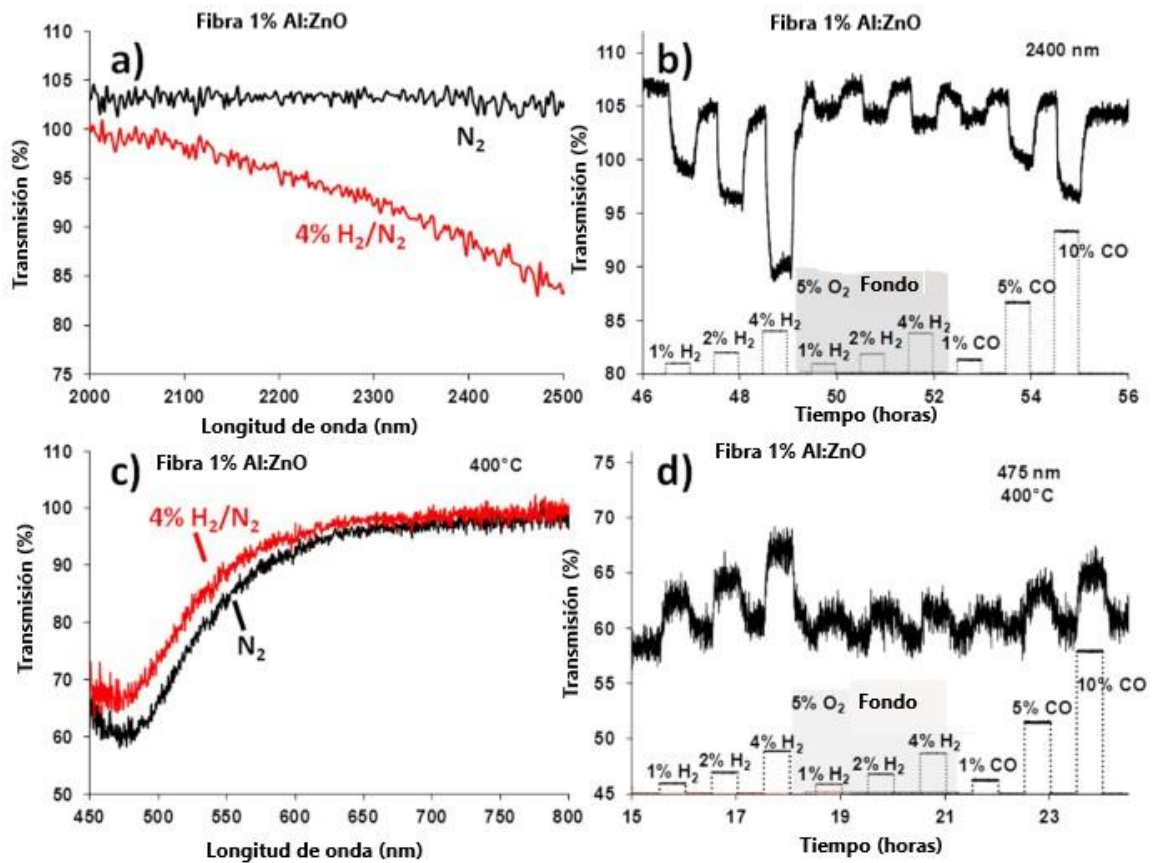 Fibra 1% Al:ZnO
a)
N₂
4% H₂/N₂
Transmisión (%)
110
105
100
95
90
85
80
75
2000
2100
2200
2300
2400
2500
Longitud de onda (nm)
Fibra 1% Al:ZnO
b)
2400 nm
Transmisión (%)
110
105
100
95
90
85
80
5% O₂ Fondo
1% H₂
2% H₂
4% H₂
1% H₂
2% H₂
4% H₂
1% CO
5% CO
10% CO
46
48
50
52
54
56
Tiempo (horas)
c)
Fibra 1% Al:ZnO
400°C
4% H₂/N₂
N₂
Transmisión (%)
110
100
90
80
70
60
50
450
500
550
600
650
700
750
800
Longitud de onda (nm)
Fibra 1% Al:ZnO
d)
475 nm
400°C
Transmisión (%)
75
70
65
60
55
50
45
5% O₂ Fondo
1% H₂
2% H₂
4% H₂
1% H₂
2% H₂
4% H₂
1% CO
5% CO
10% CO
15
17
19
21
23
Tiempo (horas)